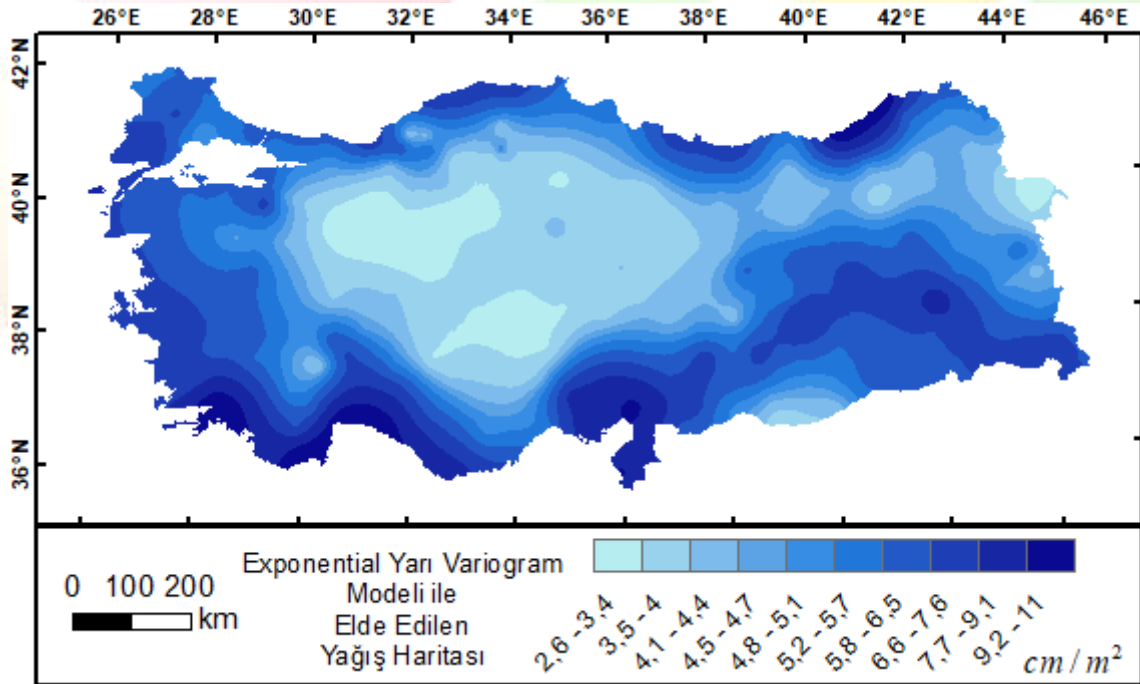 26°E 28°E 30°E 32°E 34°E 36°E 38°E 40°E 42°E 44°E 46°E
42°N
40°N
38°N
36°N
0 100 200
km
Exponential Yarı Variogram
Modeli ile
Elde Edilen
Yağış Haritası
2,6 - 3,4
3,5 - 4
4,1 - 4,4
4,5 - 4,7
4,8 - 5,1
5,2 - 5,7
5,8 - 6,5
6,6 - 7,6
7,7 - 9,1
9,2 - 11
cm / m²